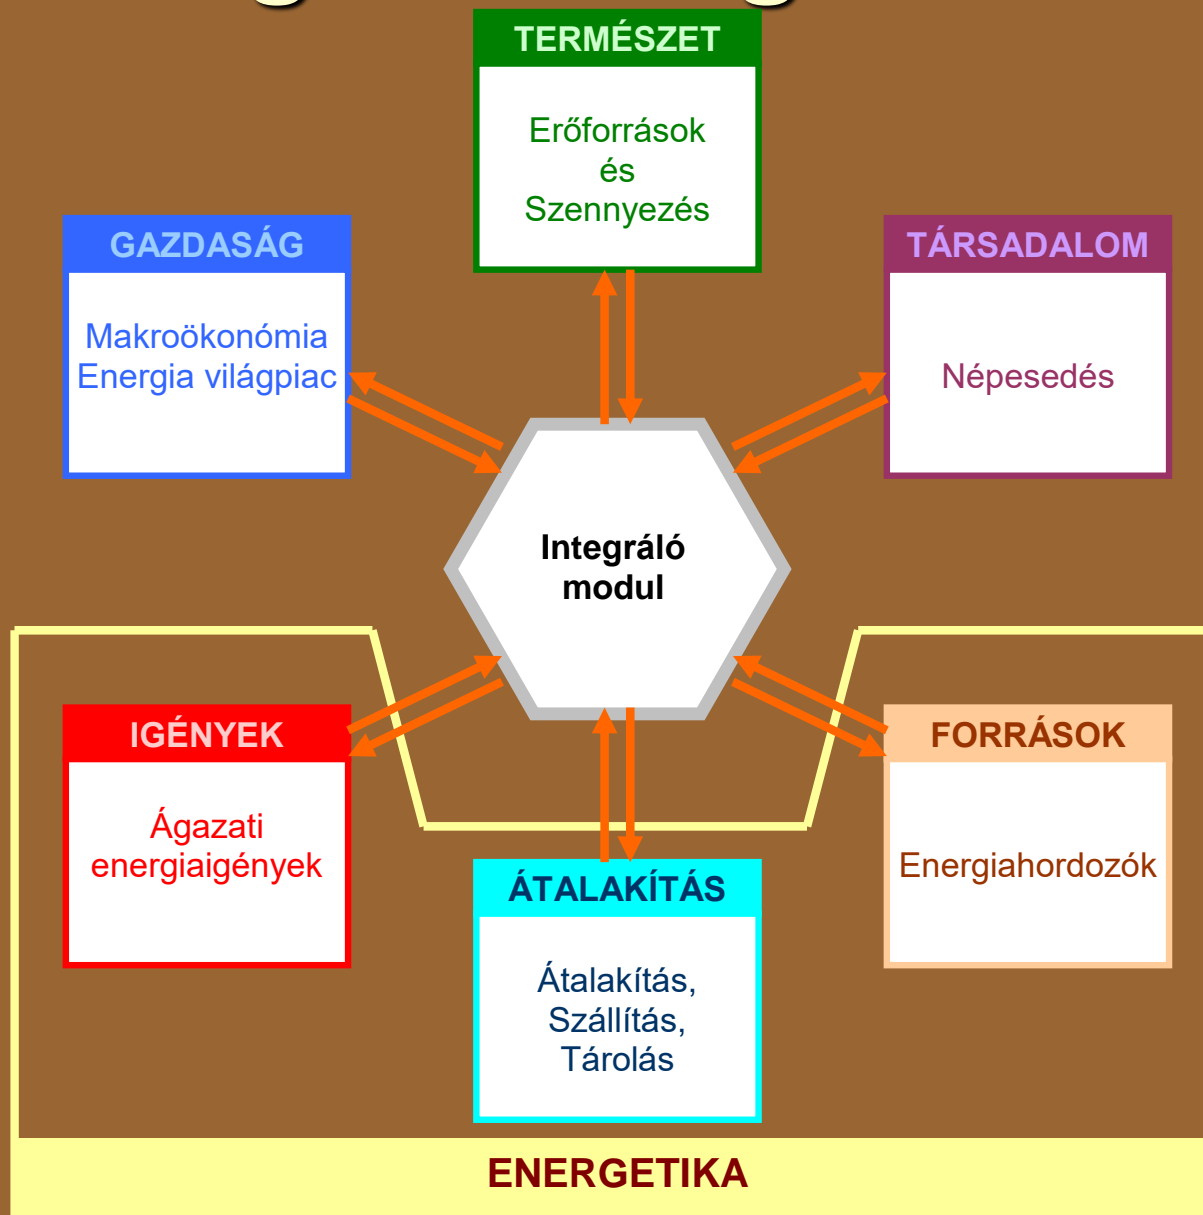 TERMÉSZET
Erőforrások
és
Szennyezés
GAZDASÁG
Makroökonómia
Energia világpiac
TÁRSADALOM
Népesedés
Integráló
modul
IGÉNYEK
Ágazati
energiaigények
FORRÁSOK
Energiahordozók
ÁTALAKÍTÁS
Átalakítás,
Szállítás,
Tárolás
ENERGETIKA